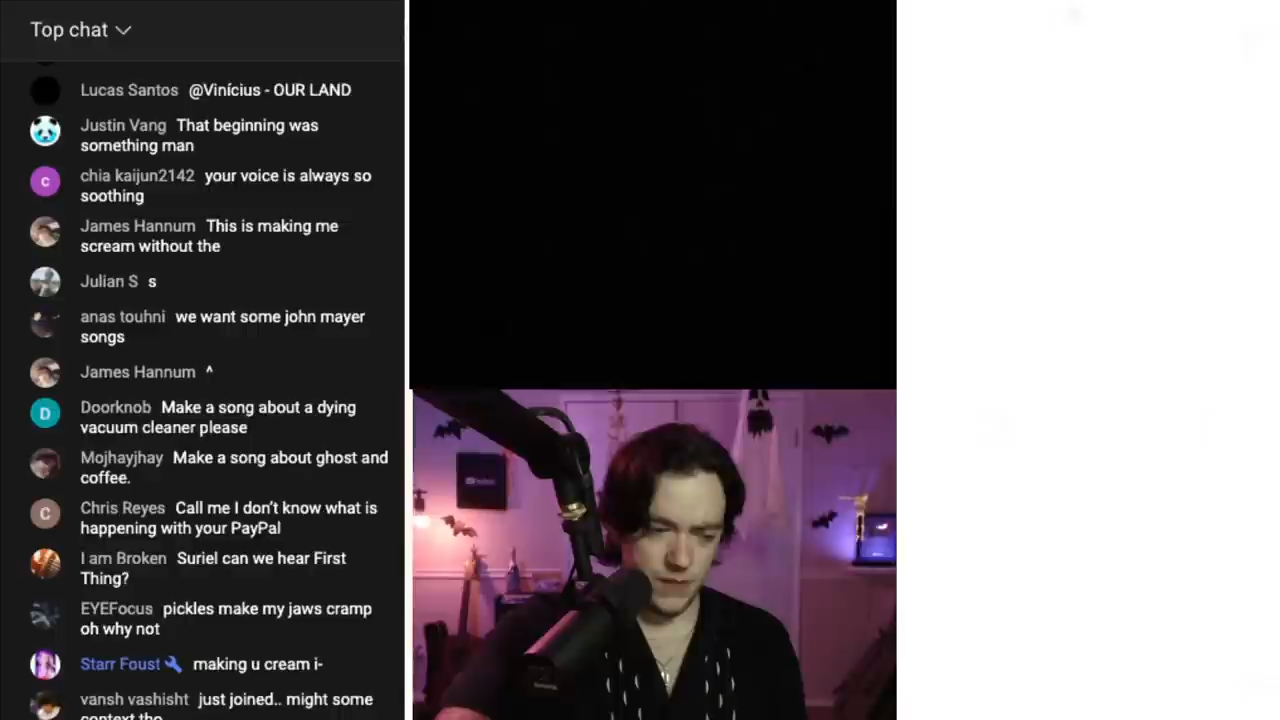 Top chat
Lucas Santos @Vinícius - OUR LAND
Justin Vang That beginning was
something man
chia kaijun2142 your voice is always so
soothing
James Hannum This is making me
scream without the
Julian S s
anas touhni we want some john mayer
songs
James Hannum ^
Doorknob Make a song about a dying
vacuum cleaner please
Mojhayjhay Make a song about ghost and
coffee.
Chris Reyes Call me I don't know what is
happening with your PayPal
I am Broken Suriel can we hear First
Thing?
EYEFocus pickles make my jaws cramp
oh why not
Starr Foust making u cream i-
vansh vashisht just joined.. might some
context tho